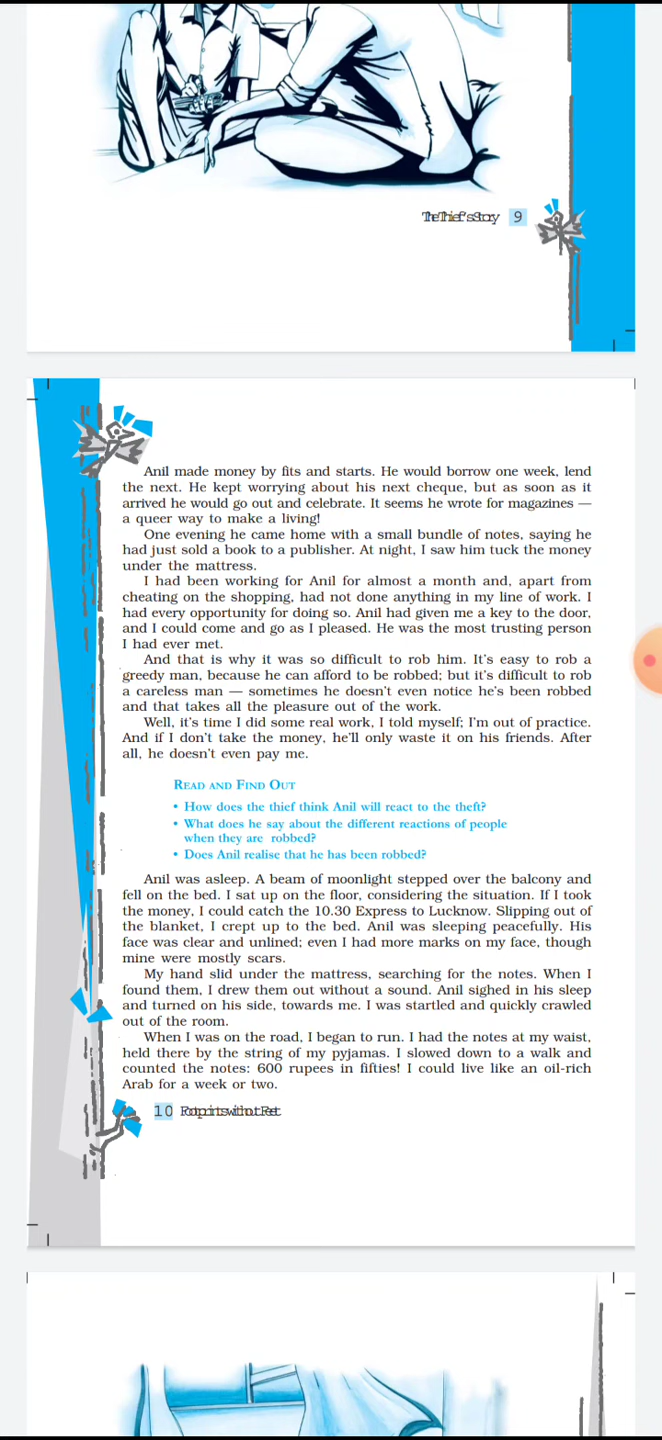 The Thief's Story 9
Anil made money by fits and starts. He would borrow one week, lend
the next. He kept worrying about his next cheque, but as soon as it
arrived he would go out and celebrate. It seems he wrote for magazines —
a queer way to make a living!
One evening he came home with a small bundle of notes, saying he
had just sold a book to a publisher. At night, I saw him tuck the money
under the mattress.
I had been working for Anil for almost a month and, apart from
cheating on the shopping, had not done anything in my line of work. I
had every opportunity for doing so. Anil had given me a key to the door,
and I could come and go as I pleased. He was the most trusting person
I had ever met.
And that is why it was so difficult to rob him. It's easy to rob a
greedy man, because he can afford to be robbed; but it's difficult to rob
a careless man — sometimes he doesn't even notice he's been robbed
and that takes all the pleasure out of the work.
Well, it's time I did some real work, I told myself; I'm out of practice.
And if I don't take the money, he'll only waste it on his friends. After
all, he doesn't even pay me.
READ AND FIND OUT
• How does the thief think Anil will react to the theft?
• What does he say about the different reactions of people
when they are robbed?
• Does Anil realise that he has been robbed?
Anil was asleep. A beam of moonlight stepped over the balcony and
fell on the bed. I sat up on the floor, considering the situation. If I took
the money, I could catch the 10.30 Express to Lucknow. Slipping out of
the blanket, I crept up to the bed. Anil was sleeping peacefully. His
face was clear and unlined; even I had more marks on my face, though
mine were mostly scars.
My hand slid under the mattress, searching for the notes. When I
found them, I drew them out without a sound. Anil sighed in his sleep
and turned on his side, towards me. I was startled and quickly crawled
out of the room.
When I was on the road, I began to run. I had the notes at my waist,
held there by the string of my pyjamas. I slowed down to a walk and
counted the notes: 600 rupees in fifties! I could live like an oil-rich
Arab for a week or two.
10 Footprints without Feet